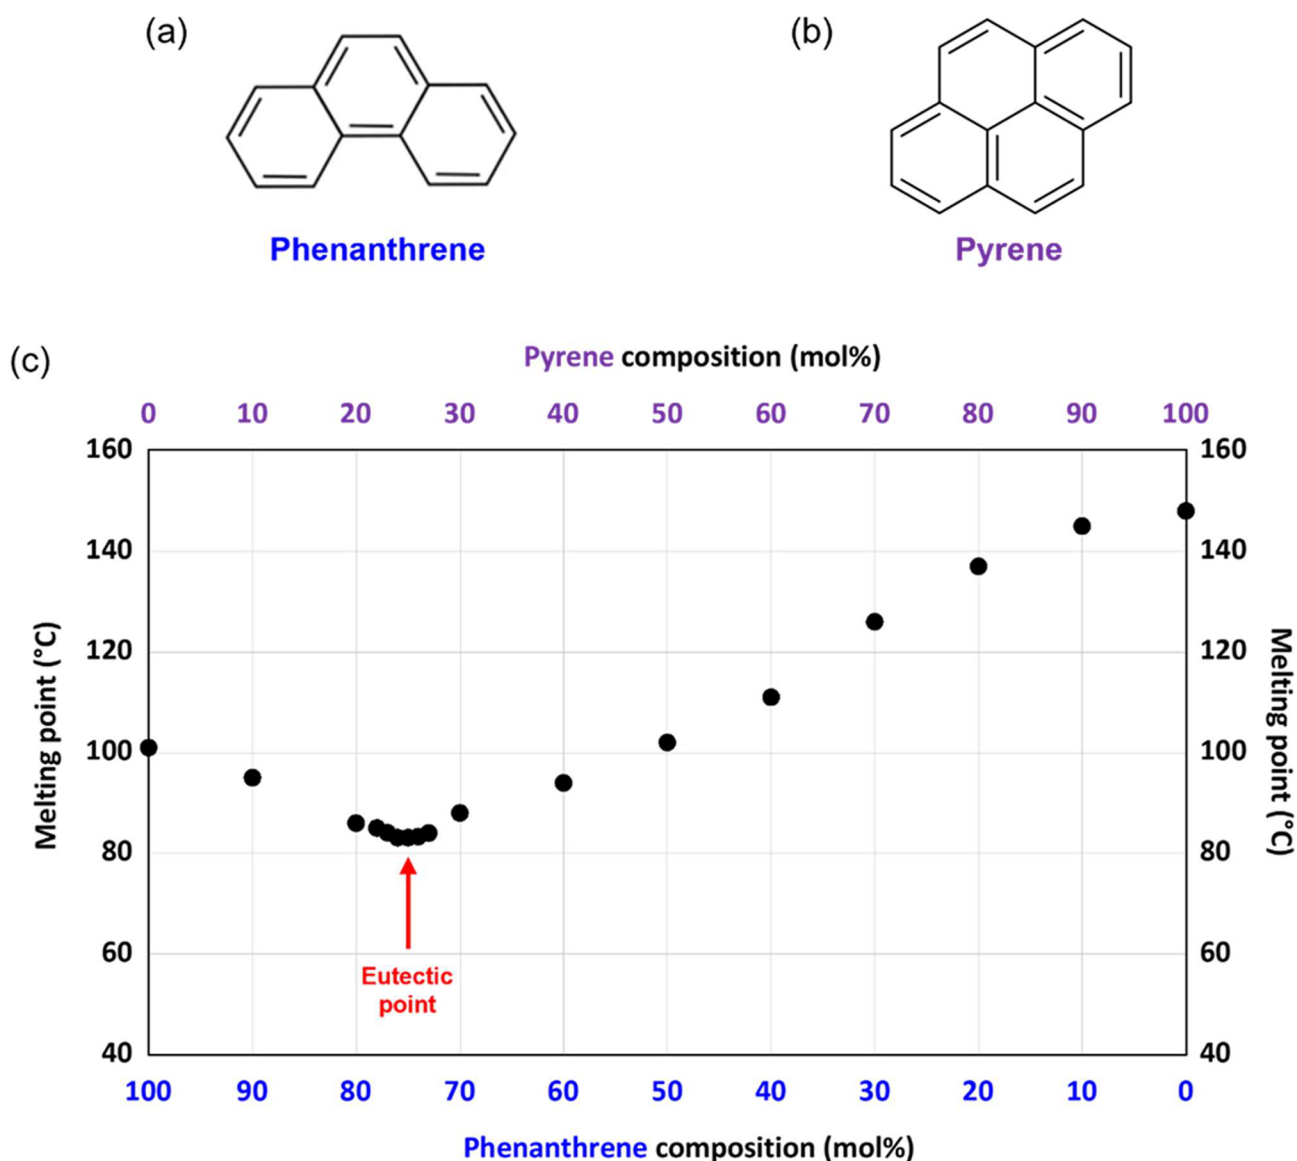 (a)
(b)
Phenanthrene
Pyrene
(c)
Pyrene composition (mol%)
0 10 20 30 40 50 60 70 80 90 100
160 160
140 140
120 120
100 100
80 80
60 60
40 40
Melting point (°C)
Melting point (°C)
Eutectic
point
100 90 80 70 60 50 40 30 20 10 0
Phenanthrene composition (mol%)